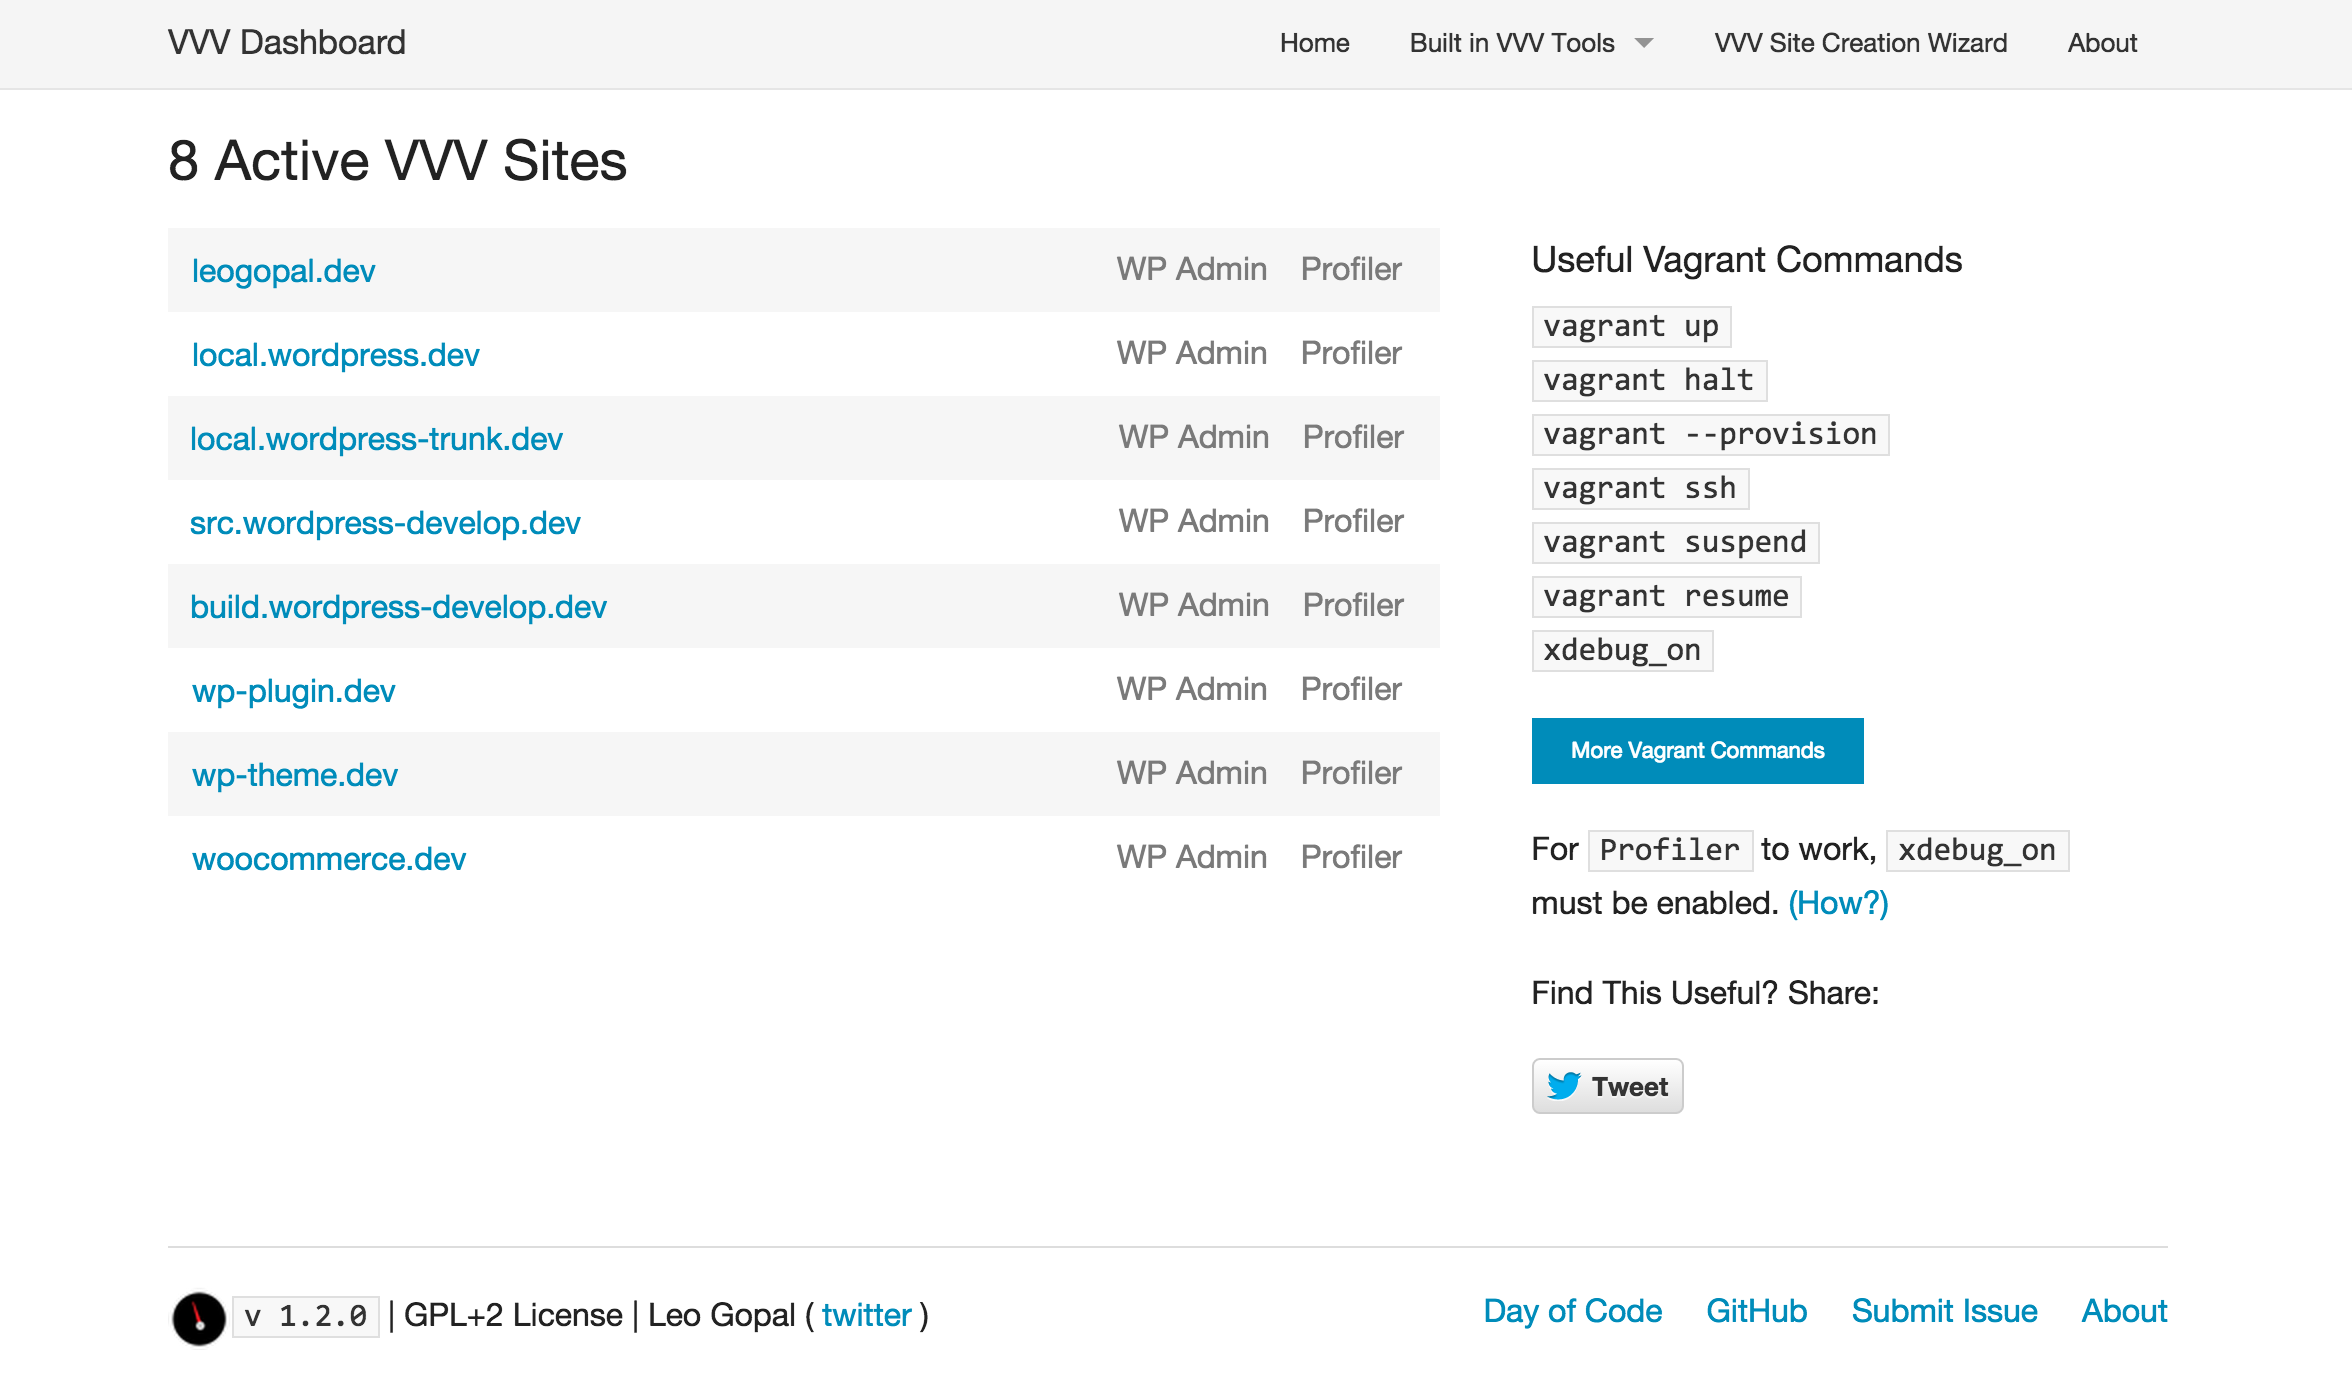 VVV Dashboard
Home Built in VVV Tools VVV Site Creation Wizard About
8 Active VVV Sites
leogopal.dev WP Admin Profiler
local.wordpress.dev WP Admin Profiler
local.wordpress-trunk.dev WP Admin Profiler
src.wordpress-develop.dev WP Admin Profiler
build.wordpress-develop.dev WP Admin Profiler
wp-plugin.dev WP Admin Profiler
wp-theme.dev WP Admin Profiler
woocommerce.dev WP Admin Profiler
Useful Vagrant Commands
vagrant up
vagrant halt
vagrant --provision
vagrant ssh
vagrant suspend
vagrant resume
xdebug_on
More Vagrant Commands
For Profiler to work, xdebug_on
must be enabled. (How?)
Find This Useful? Share:
Tweet
v 1.2.0 | GPL+2 License | Leo Gopal ( twitter )
Day of Code GitHub Submit Issue About